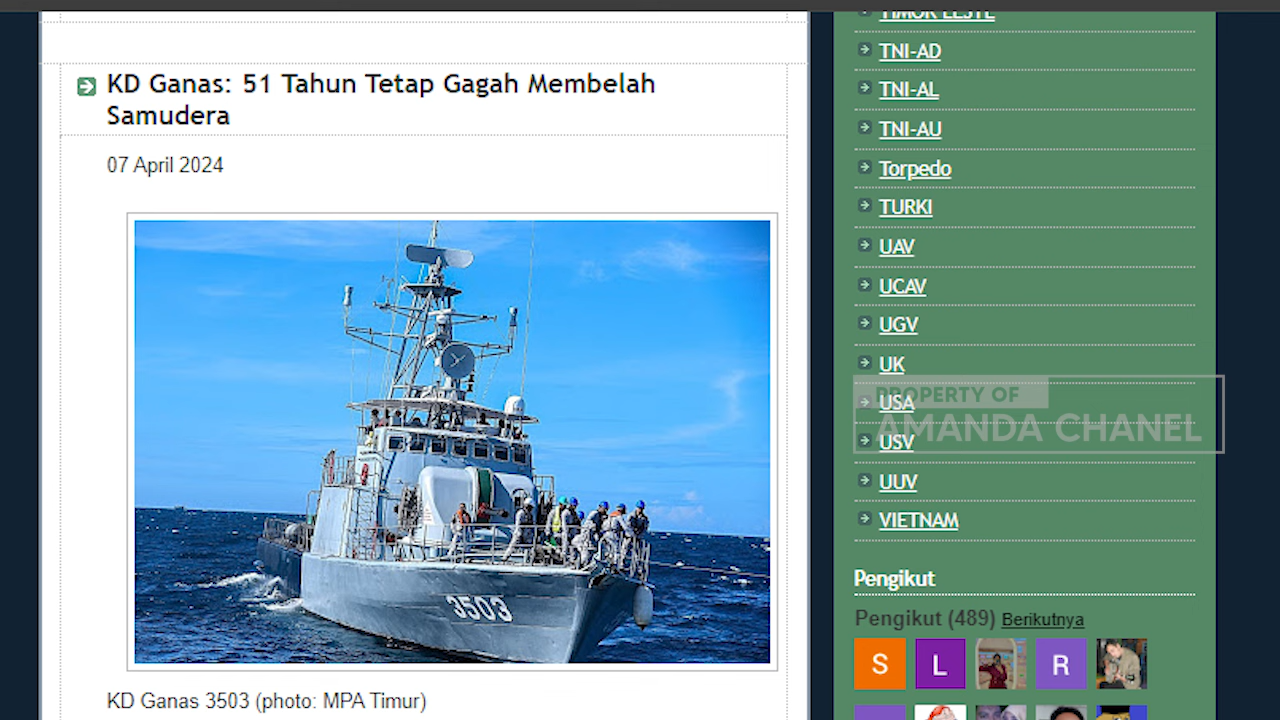 KD Ganas: 51 Tahun Tetap Gagah Membelah
Samudera
07 April 2024
3503
KD Ganas 3503 (photo: MPA Timur)
TIMOR LESTE
TNI-AD
TNI-AL
TNI-AU
Torpedo
TURKI
UAV
UCAV
UGV
UK
USA
USV
UUV
VIETNAM
PROPERTY OF
AMANDA CHANEL
Pengikut
Pengikut (489) Berikutnya
S
L
R